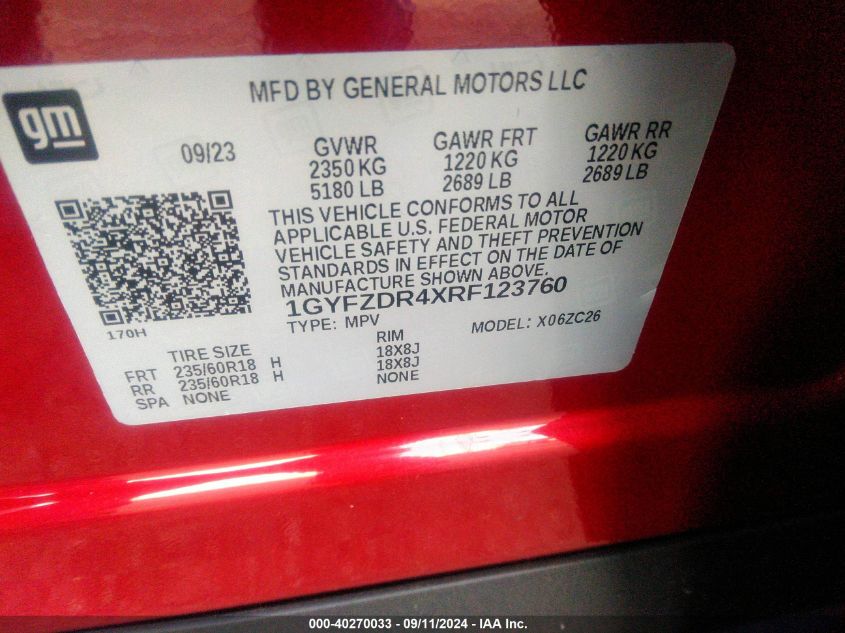 MFD BY GENERAL MOTORS LLC
gm
09/23
GVWR
2350 KG
5180 LB
GAWR FRT
1220 KG
2689 LB
GAWR RR
1220 KG
2689 LB
THIS VEHICLE CONFORMS TO ALL
APPLICABLE U.S. FEDERAL MOTOR
VEHICLE SAFETY AND THEFT PREVENTION
STANDARDS IN EFFECT ON THE DATE OF
MANUFACTURE SHOWN ABOVE.
1GYFZDR4XRF123760
TYPE: MPV MODEL: X06ZC26
170H
TIRE SIZE RIM
FRT 235/60R18 H 18X8J
RR 235/60R18 H 18X8J
SPA NONE NONE
000-40270033 - 09/11/2024 - IAA Inc.